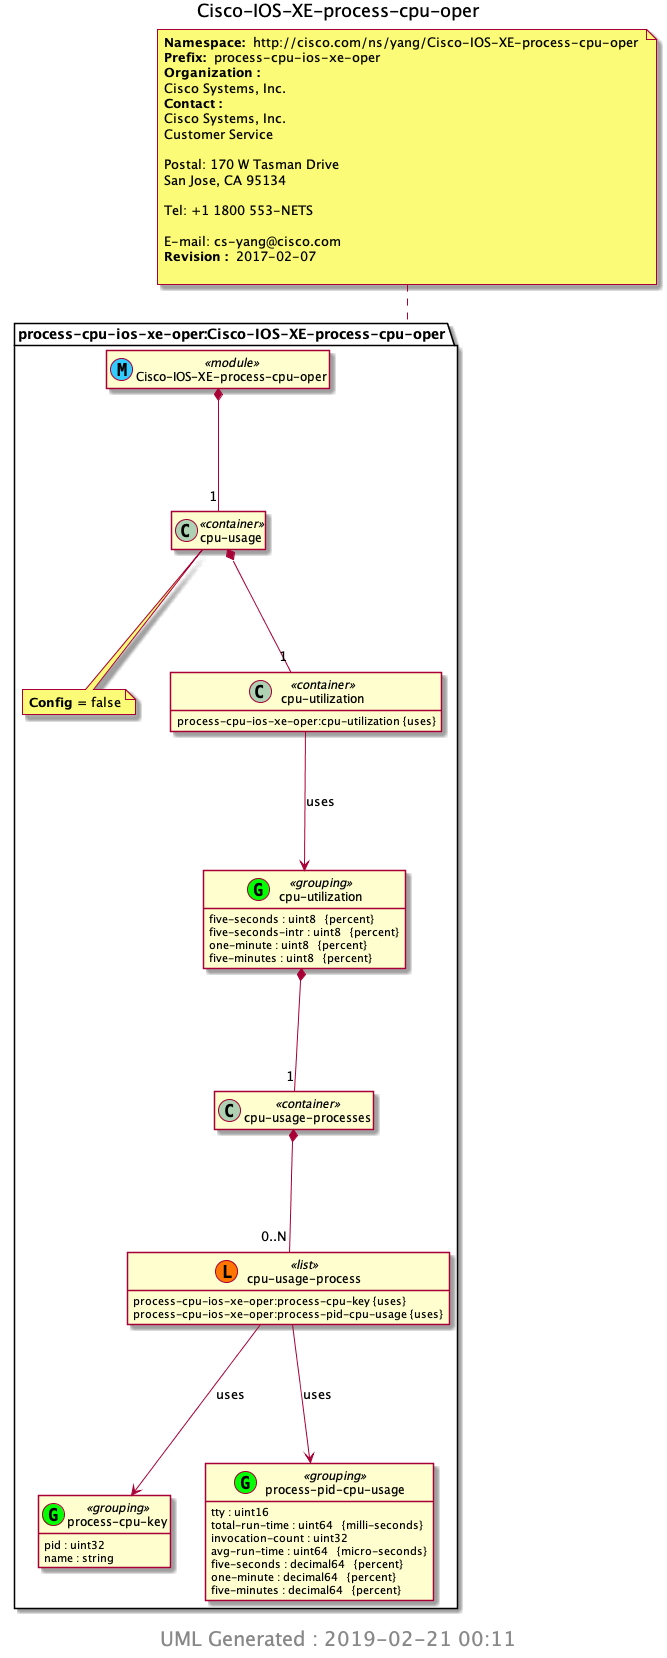 Cisco-IOS-XE-process-cpu-oper
Namespace: http://cisco.com/ns/yang/Cisco-IOS-XE-process-cpu-oper
Prefix: process-cpu-ios-xe-oper
Organization :
Cisco Systems, Inc.
Contact :
Cisco Systems, Inc.
Customer Service
Postal: 170 W Tasman Drive
San Jose, CA 95134
Tel: +1 1800 553-NETS
E-mail: cs-yang@cisco.com
Revision : 2017-02-07
process-cpu-ios-xe-oper:Cisco-IOS-XE-process-cpu-oper
M
«module»
Cisco-IOS-XE-process-cpu-oper
1
C
«container»
cpu-usage
1
Config = false
C
«container»
cpu-utilization
process-cpu-ios-xe-oper:cpu-utilization {uses}
uses
G
«grouping»
cpu-utilization
five-seconds : uint8 {percent}
five-seconds-intr : uint8 {percent}
one-minute : uint8 {percent}
five-minutes : uint8 {percent}
1
C
«container»
cpu-usage-processes
0..N
L
«list»
cpu-usage-process
process-cpu-ios-xe-oper:process-cpu-key {uses}
process-cpu-ios-xe-oper:process-pid-cpu-usage {uses}
uses
uses
G
«grouping»
process-cpu-key
pid : uint32
name : string
G
«grouping»
process-pid-cpu-usage
tty : uint16
total-run-time : uint64 {milli-seconds}
invocation-count : uint32
avg-run-time : uint64 {micro-seconds}
five-seconds : decimal64 {percent}
one-minute : decimal64 {percent}
five-minutes : decimal64 {percent}
UML Generated : 2019-02-21 00:11